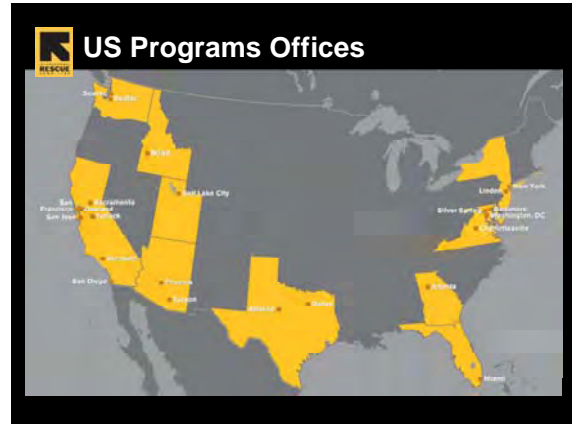 US Programs Offices
RESCUE
Seattle
Boise
Salt Lake City
San
Francisco
Sacramento
Oakland
San Jose
Turlock
San Diego
Phoenix
Tucson
Abilene
Dallas
Atlanta
Miami
New York
Linden
Silver Spring
Baltimore
Washington, DC
Charlottesville